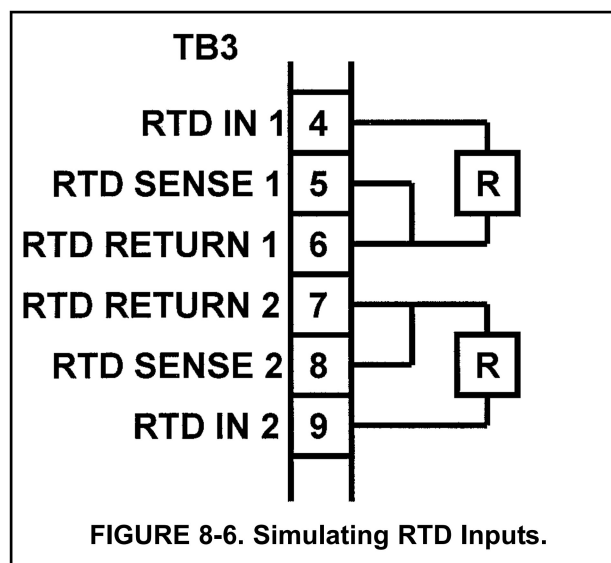 TB3
RTD IN 1 4
RTD SENSE 1 5 R
RTD RETURN 1 6
RTD RETURN 2 7
RTD SENSE 2 8 R
RTD IN 2 9
FIGURE 8-6. Simulating RTD Inputs.